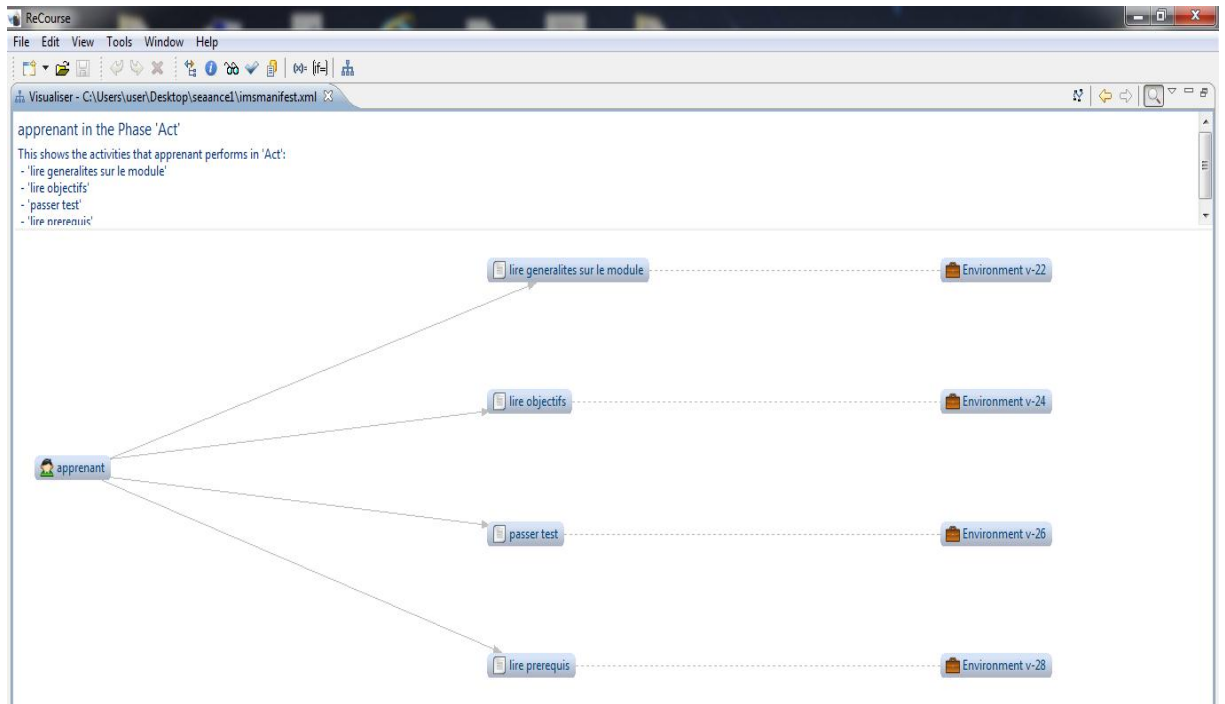 ReCourse
File Edit View Tools Window Help
(x)= (if=)
Visualiser - C:\Users\user\Desktop\seaance1\imsmanifest.xml
apprenant in the Phase 'Act'
This shows the activities that apprenant performs in 'Act':
- 'lire generalites sur le module'
- 'lire objectifs'
- 'passer test'
- 'lire prerequis'
lire generalites sur le module Environment v-22
lire objectifs Environment v-24
apprenant
passer test Environment v-26
lire prerequis Environment v-28